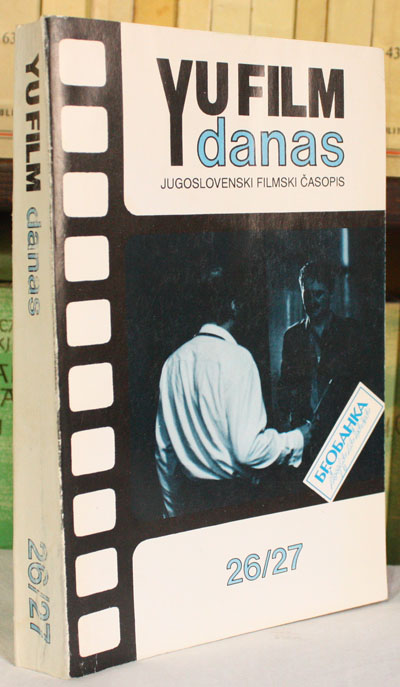 YU FILM
danas
JUGOSLOVENSKI FILMSKI ČASOPIS
БЕОБАНКА
26/27
YU FILM danas
26/27